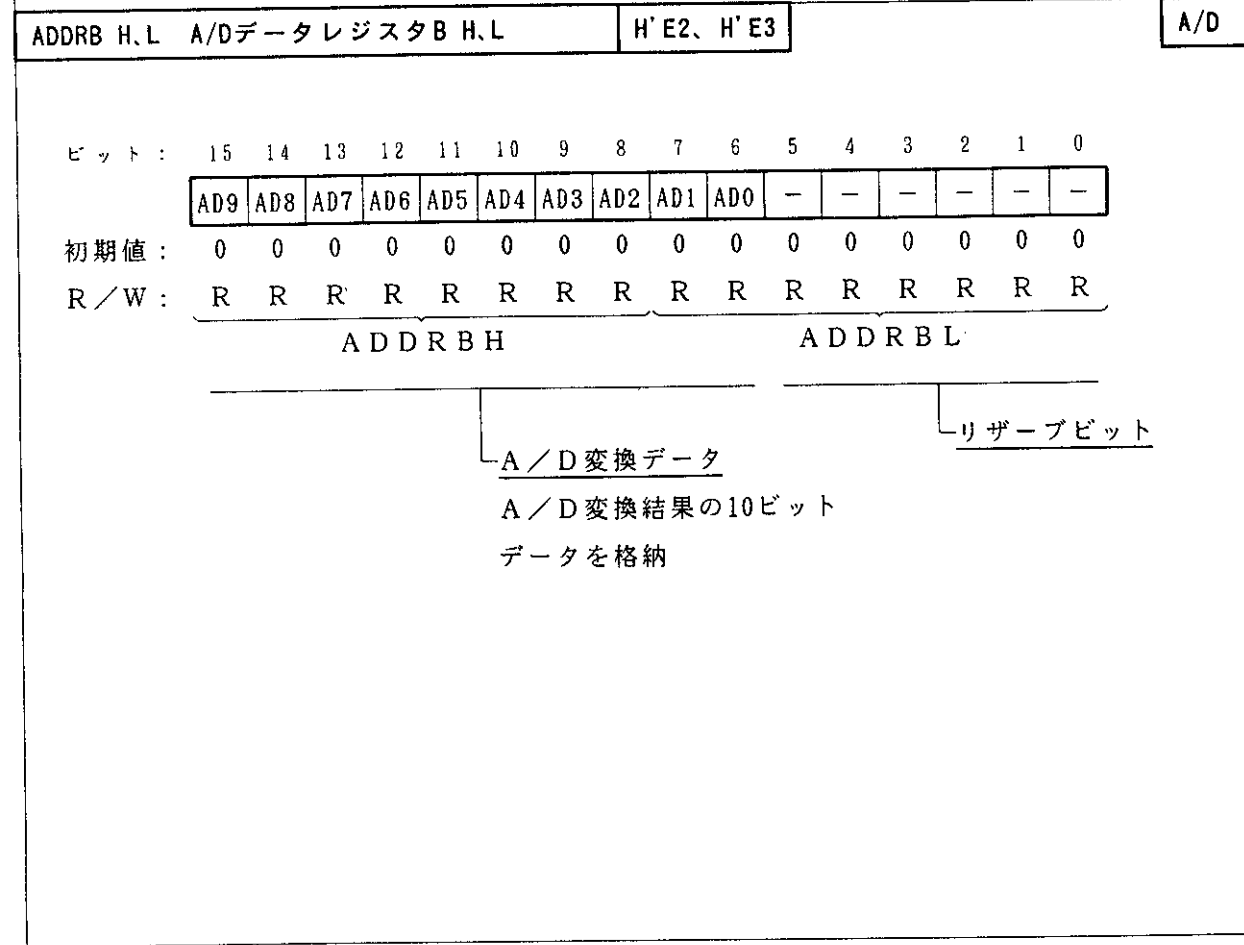 ADDRB H、L A/DデータレジスタB H、L H'E2、H'E3 A/D
ビット： 15 14 13 12 11 10 9 8 7 6 5 4 3 2 1 0
AD9 AD8 AD7 AD6 AD5 AD4 AD3 AD2 AD1 AD0 － － － － － －
初期値： 0 0 0 0 0 0 0 0 0 0 0 0 0 0 0 0
R／W： R R R R R R R R R R R R R R R R
ADDRBH ADDRBL
リザーブビット
A／D変換データ
A／D変換結果の10ビット
データを格納